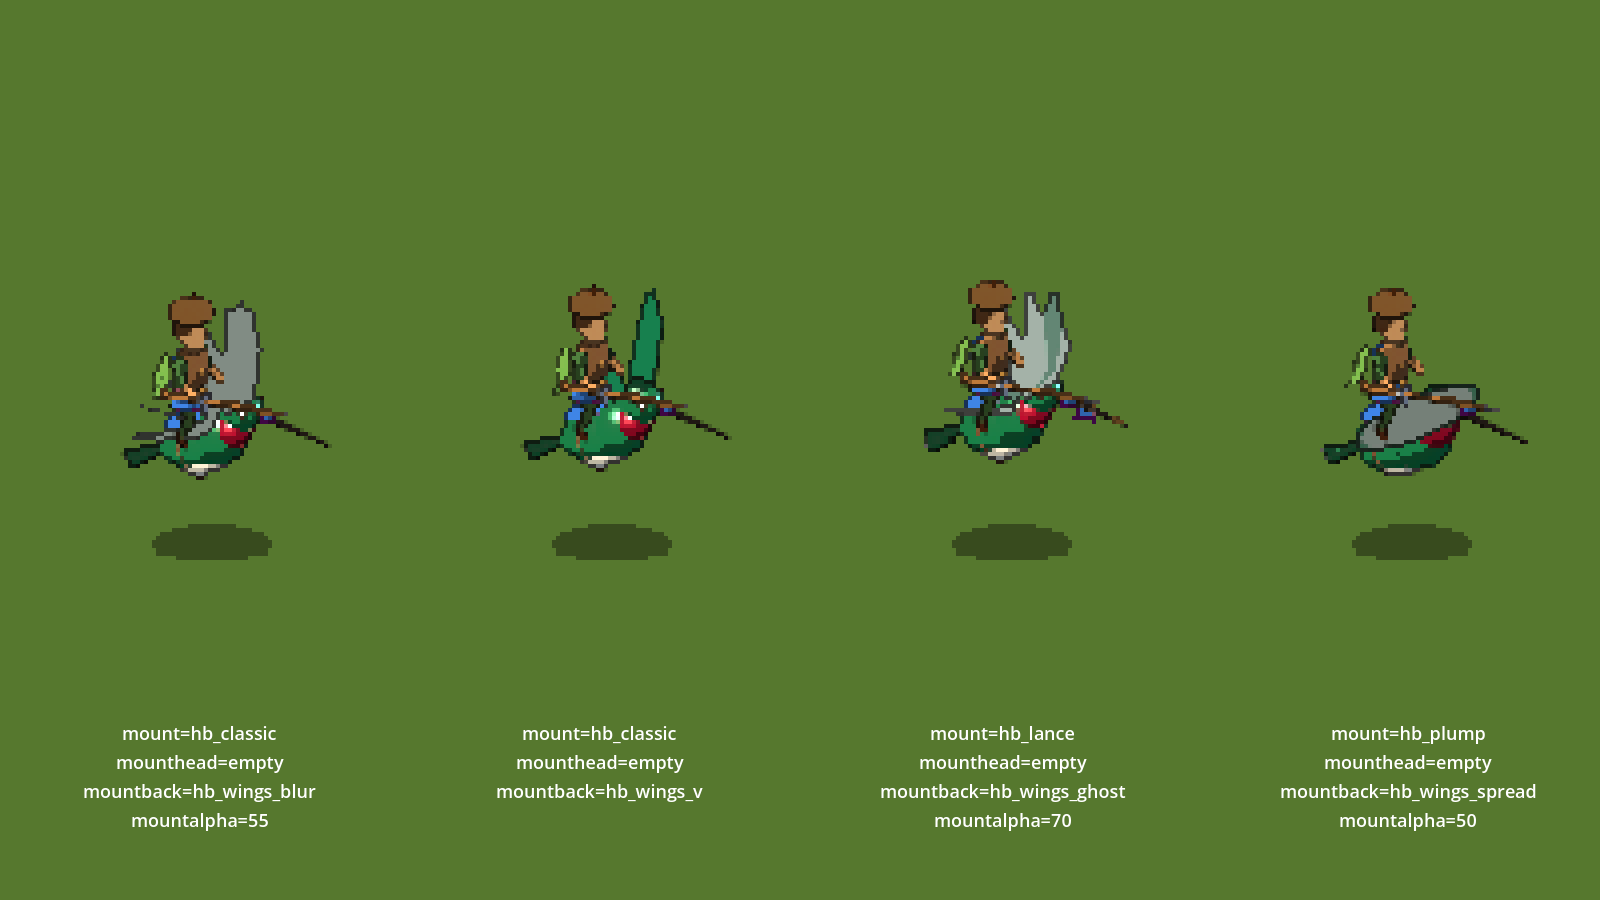 mount=hb_classic
mounthead=empty
mountback=hb_wings_blur
mountalpha=55
mount=hb_classic
mounthead=empty
mountback=hb_wings_v
mount=hb_lance
mounthead=empty
mountback=hb_wings_ghost
mountalpha=70
mount=hb_plump
mounthead=empty
mountback=hb_wings_spread
mountalpha=50